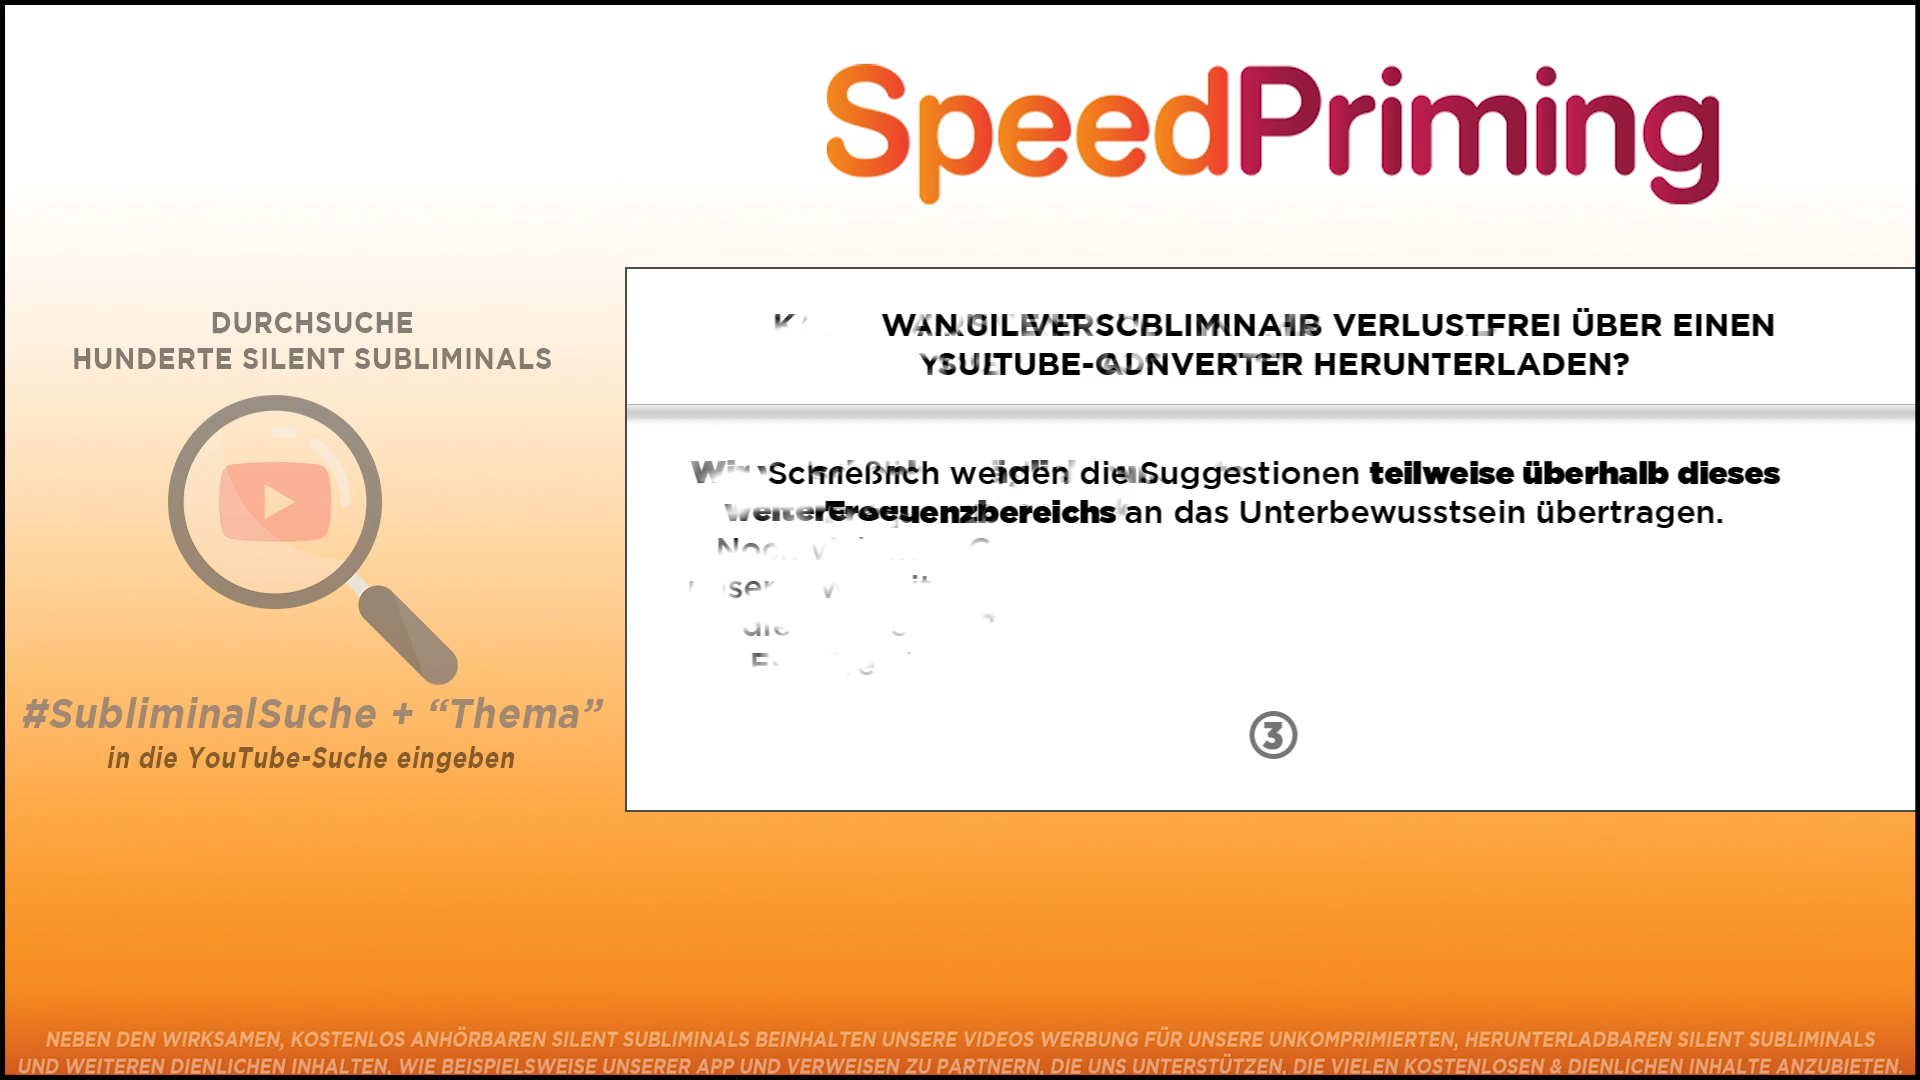 SpeedPriming
DURCHSUCHE
HUNDERTE SILENT SUBLIMINALS
#SubliminalSuche + “Thema”
in die YouTube-Suche eingeben
VERLUSTFREI ÜBER EINEN
HERUNTERLADEN?
werden die Suggestionen teilweise überhalb dieses
Frequenzbereichs an das Unterbewusstsein übertragen.
3
NEBEN DEN WIRKSAMEN, KOSTENLOS ANHÖRBAREN SILENT SUBLIMINALS BEINHALTEN UNSERE VIDEOS WERBUNG FÜR UNSERE UNKOMPRIMIERTEN, HERUNTERLADBAREN SILENT SUBLIMINALS
UND WEITEREN DIENLICHEN INHALTEN, WIE BEISPIELSWEISE UNSERER APP UND VERWEISEN ZU PARTNERN, DIE UNS UNTERSTÜTZEN, DIE VIELEN KOSTENLOSEN & DIENLICHEN INHALTE ANZUBIETEN.